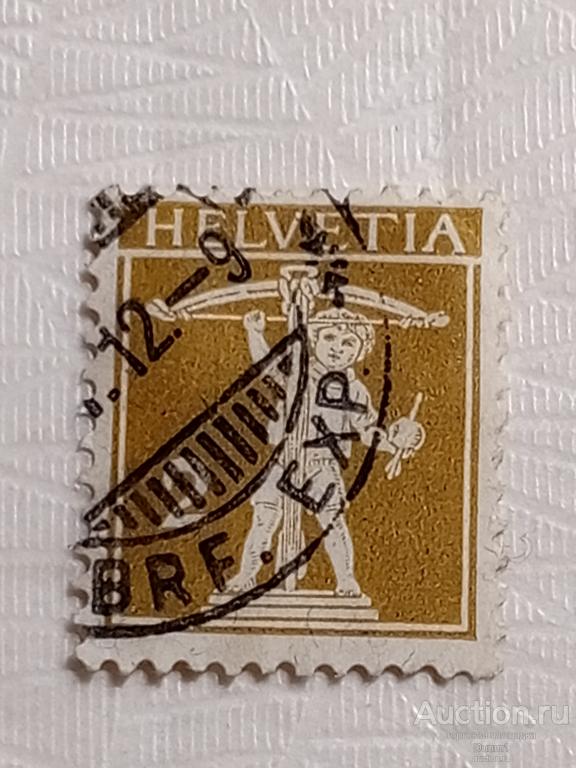 HELVETIA
.12.–9
BRF. EXP.
Auction.ru